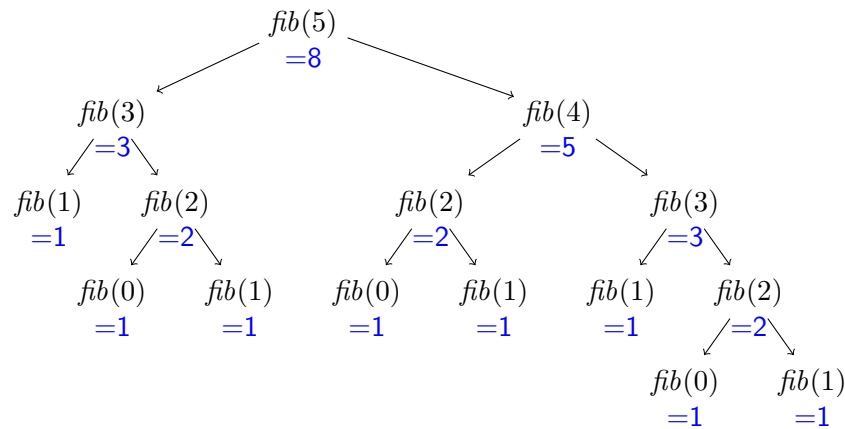 fib(5)
=8
fib(3) fib(4)
=3 =5
fib(1) fib(2) fib(2) fib(3)
=1 =2 =2 =3
fib(0) fib(1) fib(0) fib(1) fib(1) fib(2)
=1 =1 =1 =1 =1 =2
fib(0) fib(1)
=1 =1